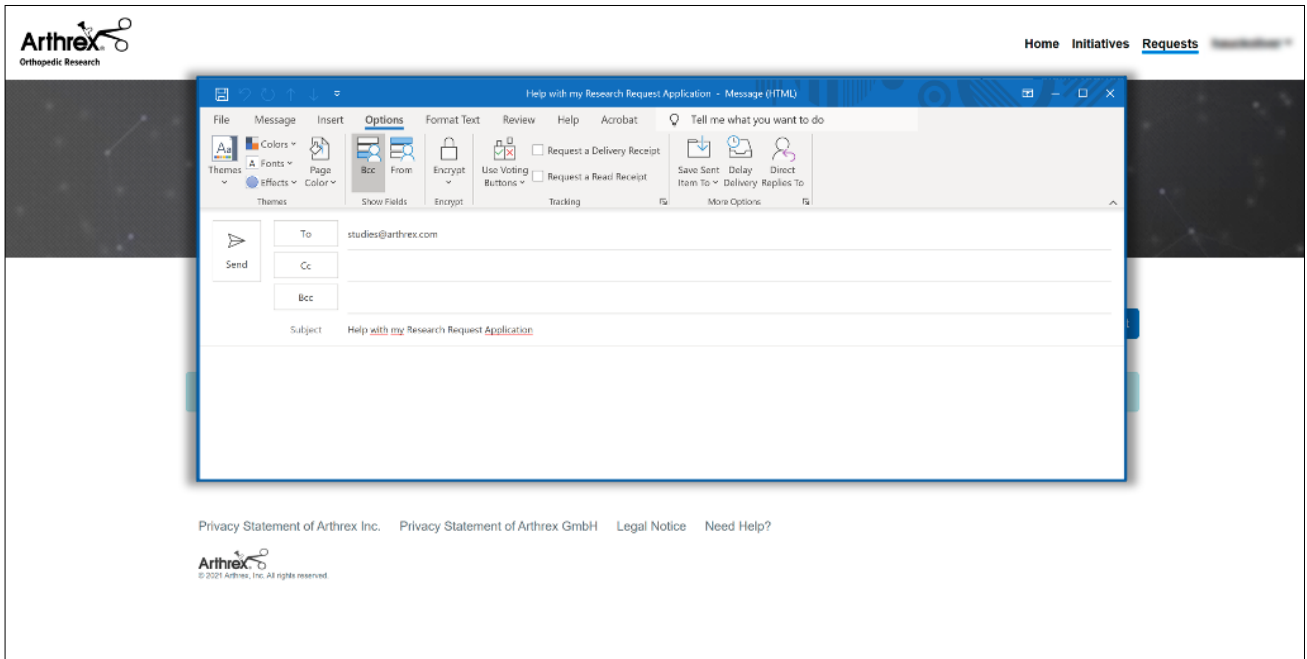 Arthrex
Orthopedic Research
Home Initiatives Requests
Help with my Research Request Application - Message (HTML)
File Message Insert Options Format Text Review Help Acrobat Tell me what you want to do
Themes
Colors
Fonts
Effects
Page Color
Bcc From
Encrypt
Use Voting Buttons
Request a Delivery Receipt
Request a Read Receipt
Save Sent Item To
Delay Delivery
Direct Replies To
Themes Show Fields Encrypt Tracking More Options
Send
To studies@arthrex.com
Cc
Bcc
Subject Help with my Research Request Application
Privacy Statement of Arthrex Inc. Privacy Statement of Arthrex GmbH Legal Notice Need Help?
Arthrex
© 2021 Arthrex, Inc. All rights reserved.